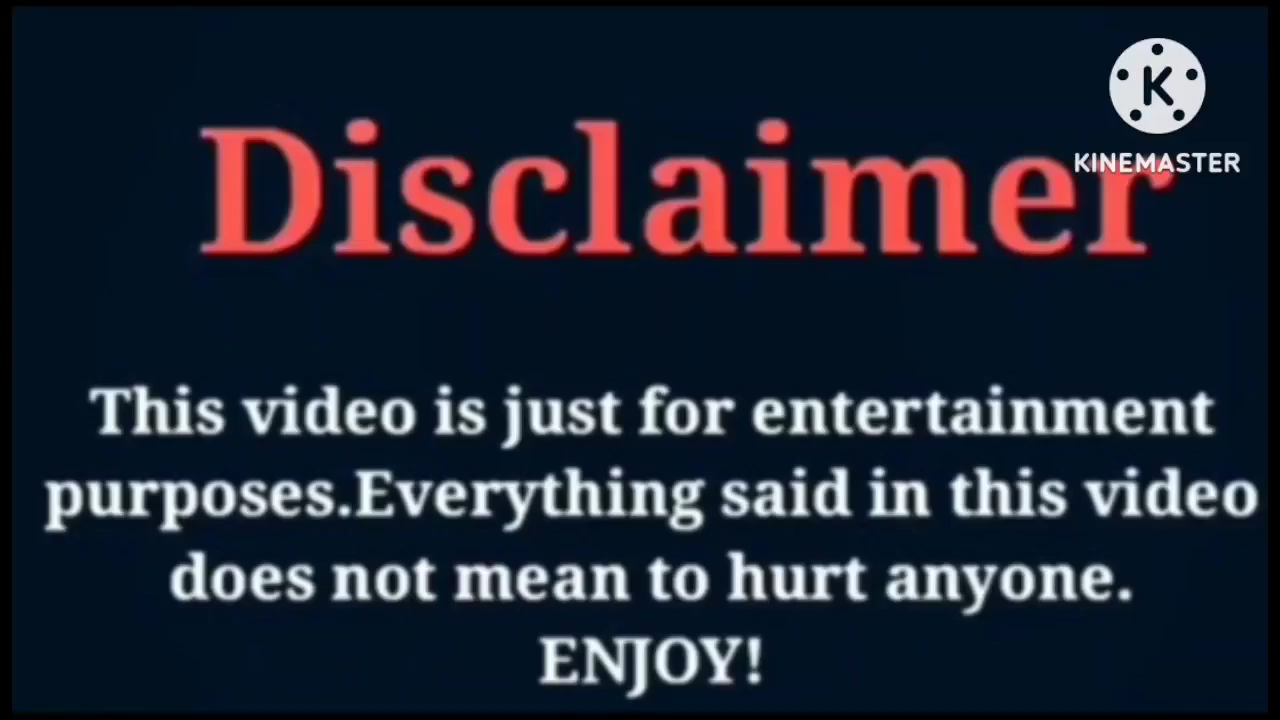 K
KINEMASTER
Disclaimer
This video is just for entertainment
purposes.Everything said in this video
does not mean to hurt anyone.
ENJOY!